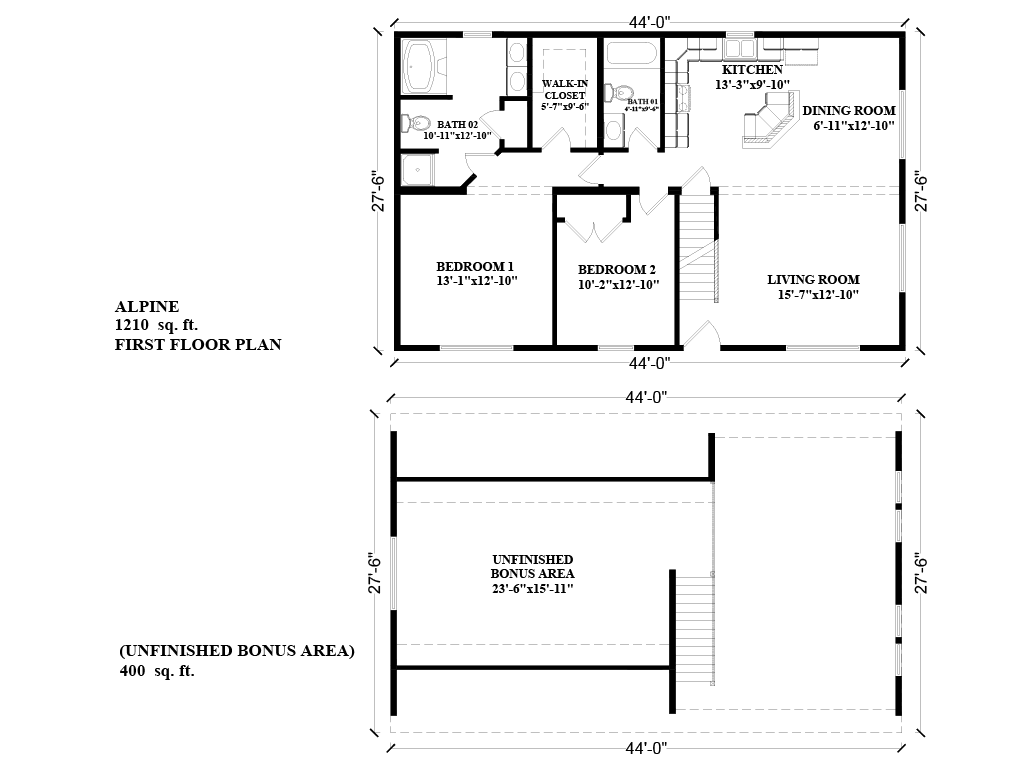 44'-0"
KITCHEN
13'-3"x9'-10"
WALK-IN
CLOSET
5'-7"x9'-6"
BATH 01
4'-11"x9'-6"
DINING ROOM
6'-11"x12'-10"
BATH 02
10'-11"x12'-10"
27'-6"
27'-6"
BEDROOM 1
13'-1"x12'-10"
BEDROOM 2
10'-2"x12'-10"
LIVING ROOM
15'-7"x12'-10"
ALPINE
1210 sq. ft.
FIRST FLOOR PLAN
44'-0"
44'-0"
UNFINISHED
BONUS AREA
23'-6"x15'-11"
27'-6"
27'-6"
(UNFINISHED BONUS AREA)
400 sq. ft.
44'-0"